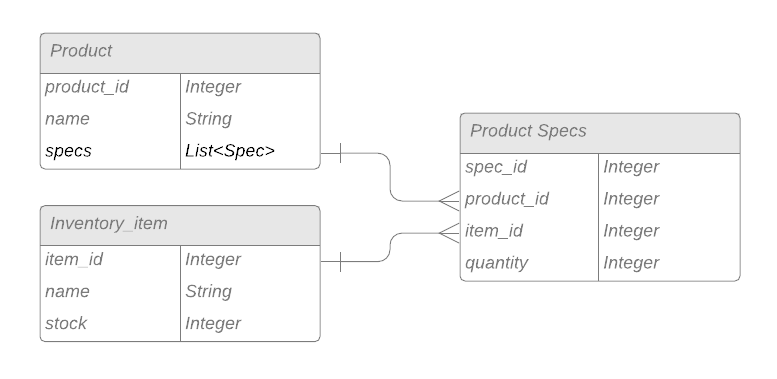 Product
product_id Integer
name String
specs List<Spec>
Inventory_item
item_id Integer
name String
stock Integer
Product Specs
spec_id Integer
product_id Integer
item_id Integer
quantity Integer